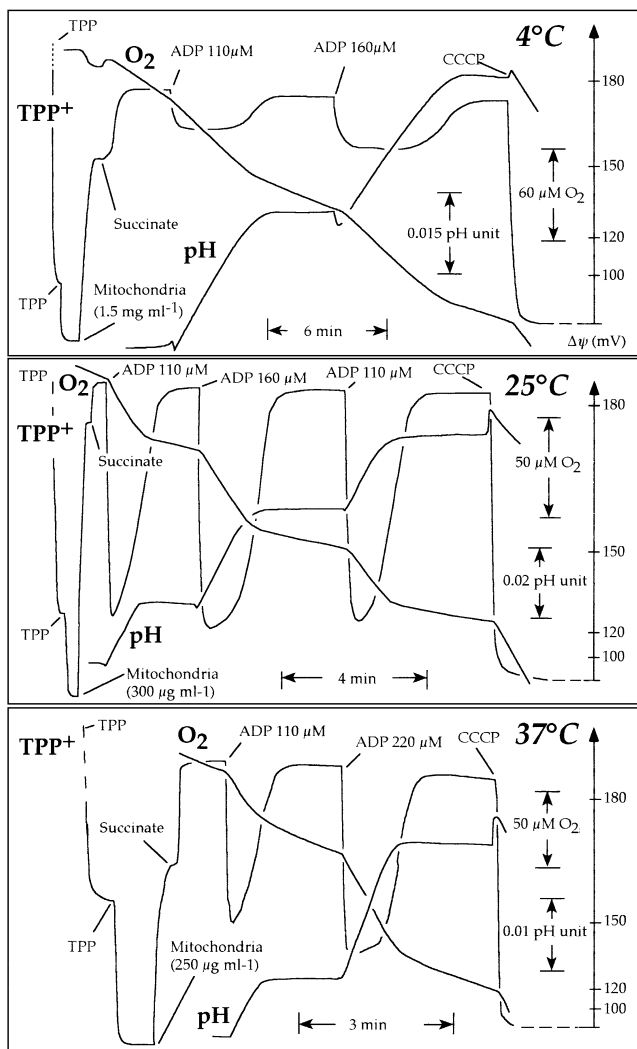 TPP
O2
ADP 110 µM
ADP 160µM
CCCP
4°C
TPP+
180
150
60 µM O2
Succinate
0.015 pH unit
120
pH
100
TPP
Mitochondria
(1.5 mg ml-1)
6 min
Δψ (mV)
TPP
O2
ADP 110 µM
ADP 160 µM
ADP 110 µM
CCCP
25°C
180
TPP+
Succinate
50 µM O2
150
0.02 pH unit
TPP
pH
120
100
Mitochondria
(300 µg ml-1)
4 min
TPP
TPP+
O2
ADP 110 µM
ADP 220 µM
CCCP
37°C
180
50 µM O2
Succinate
150
TPP
Mitochondria
(250 µg ml-1)
0.01 pH unit
120
100
pH
3 min